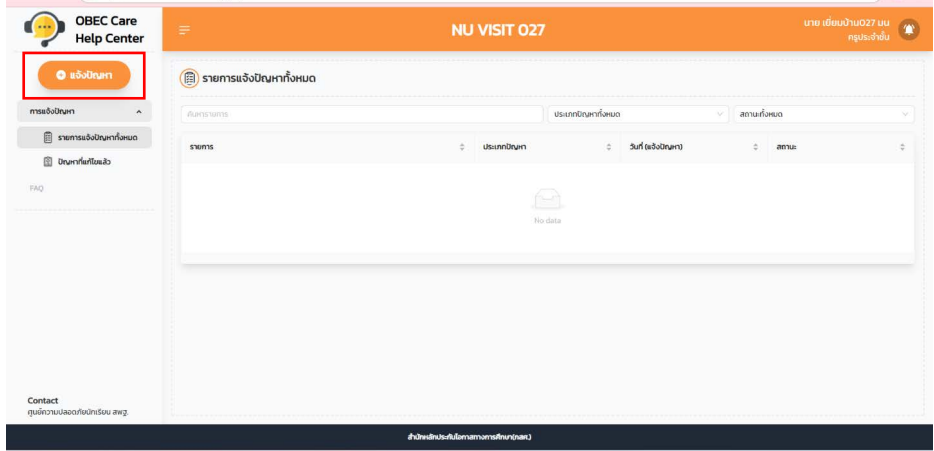 OBEC Care
Help Center
NU VISIT 027
นาย เยี่ยมบ้าน027 มน
ครูประจำชั้น
แจ้งปัญหา
รายการแจ้งปัญหาทั้งหมด
การแจ้งปัญหา
ค้นหารายการ
ประเภทปัญหาทั้งหมด
สถานะทั้งหมด
รายการแจ้งปัญหาทั้งหมด
ปัญหาที่แก้ไขแล้ว
FAQ
รายการ
ประเภทปัญหา
วันที่ (แจ้งปัญหา)
สถานะ
No data
Contact
ศูนย์ความปลอดภัยนักเรียน สพฐ.
สำนักหลักประกันโอกาสทางการศึกษา(กสศ.)